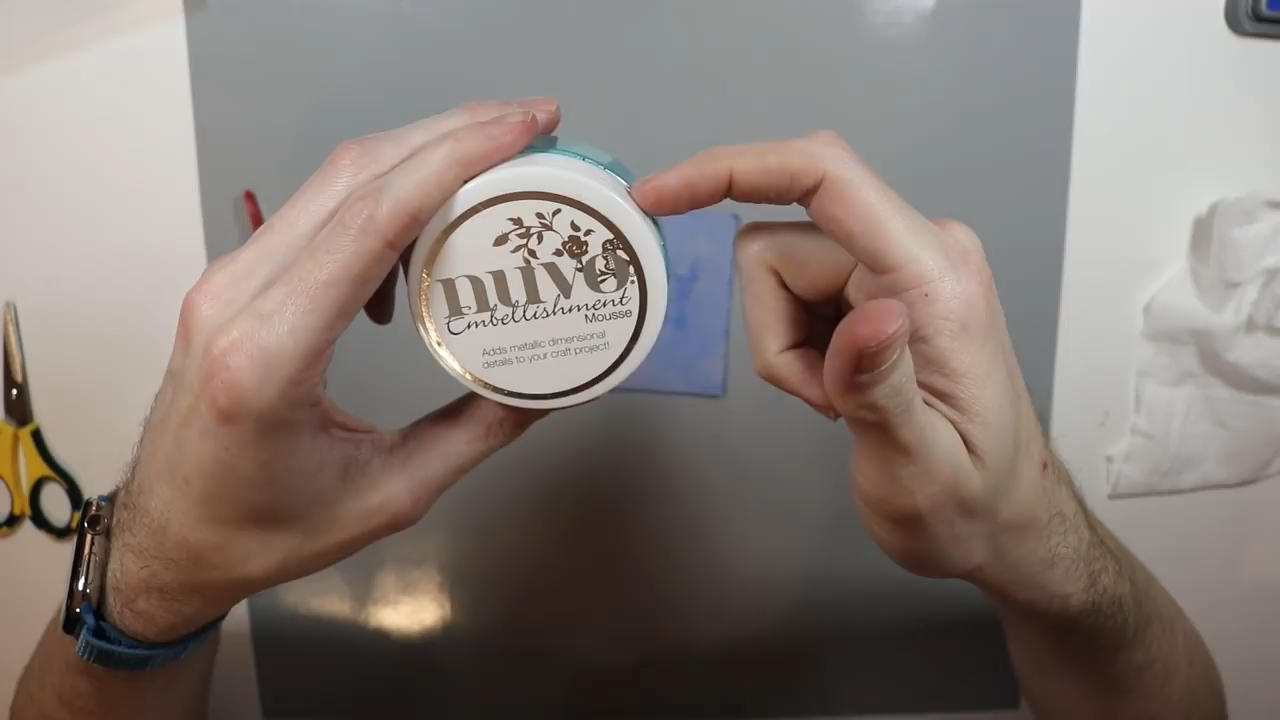 nuvo
Embellishment
Mousse
Adds metallic dimensional
details to your craft project!